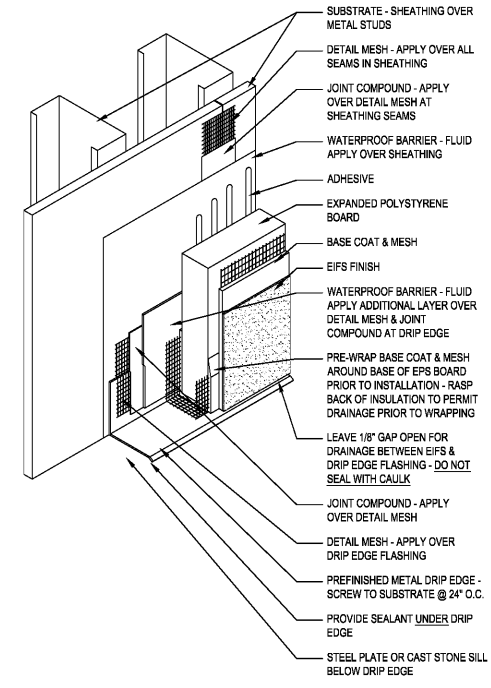 SUBSTRATE - SHEATHING OVER
METAL STUDS
DETAIL MESH - APPLY OVER ALL
SEAMS IN SHEATHING
JOINT COMPOUND - APPLY
OVER DETAIL MESH AT
SHEATHING SEAMS
WATERPROOF BARRIER - FLUID
APPLY OVER SHEATHING
ADHESIVE
EXPANDED POLYSTYRENE
BOARD
BASE COAT & MESH
EIFS FINISH
WATERPROOF BARRIER - FLUID
APPLY ADDITIONAL LAYER OVER
DETAIL MESH & JOINT
COMPOUND AT DRIP EDGE
PRE-WRAP BASE COAT & MESH
AROUND BASE OF EPS BOARD
PRIOR TO INSTALLATION - RASP
BACK OF INSULATION TO PERMIT
DRAINAGE PRIOR TO WRAPPING
LEAVE 1/8" GAP OPEN FOR
DRAINAGE BETWEEN EIFS &
DRIP EDGE FLASHING - DO NOT
SEAL WITH CAULK
JOINT COMPOUND - APPLY
OVER DETAIL MESH
DETAIL MESH - APPLY OVER
DRIP EDGE FLASHING
PREFINISHED METAL DRIP EDGE -
SCREW TO SUBSTRATE @ 24" O.C.
PROVIDE SEALANT UNDER DRIP
EDGE
STEEL PLATE OR CAST STONE SILL
BELOW DRIP EDGE